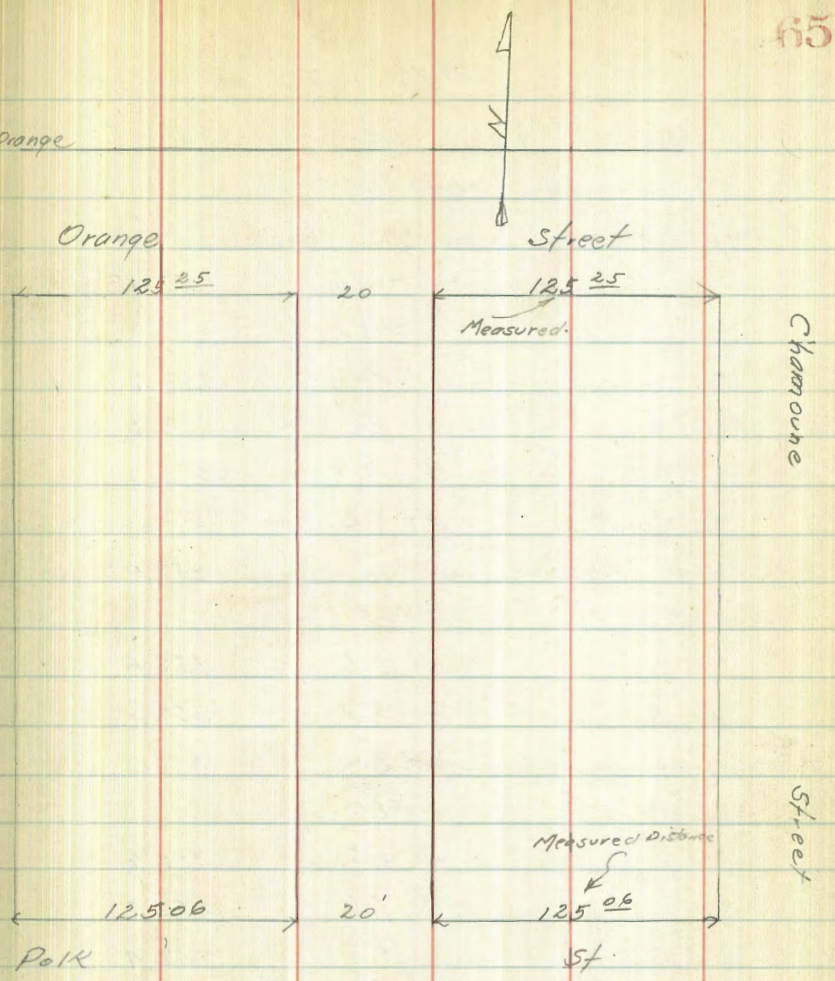 65
Orange
N
Orange Street
125 25 20 125 25
Measured.
Chamoune Street
Measured Distance
125.06 20' 125 06
Polk St.